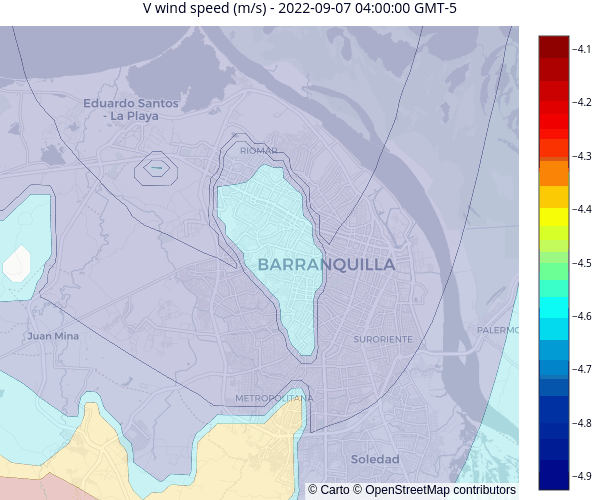 V wind speed (m/s) - 2022-09-07 04:00:00 GMT-5
−4.1
Eduardo Santos
- La Playa
−4.2
RIOMAR
−4.3
−4.4
BARRANQUILLA
−4.5
−4.6
Juan Mina
SURORIENTE
PALERMO
−4.7
METROPOLITANA
−4.8
Soledad
−4.9
© Carto © OpenStreetMap contributors